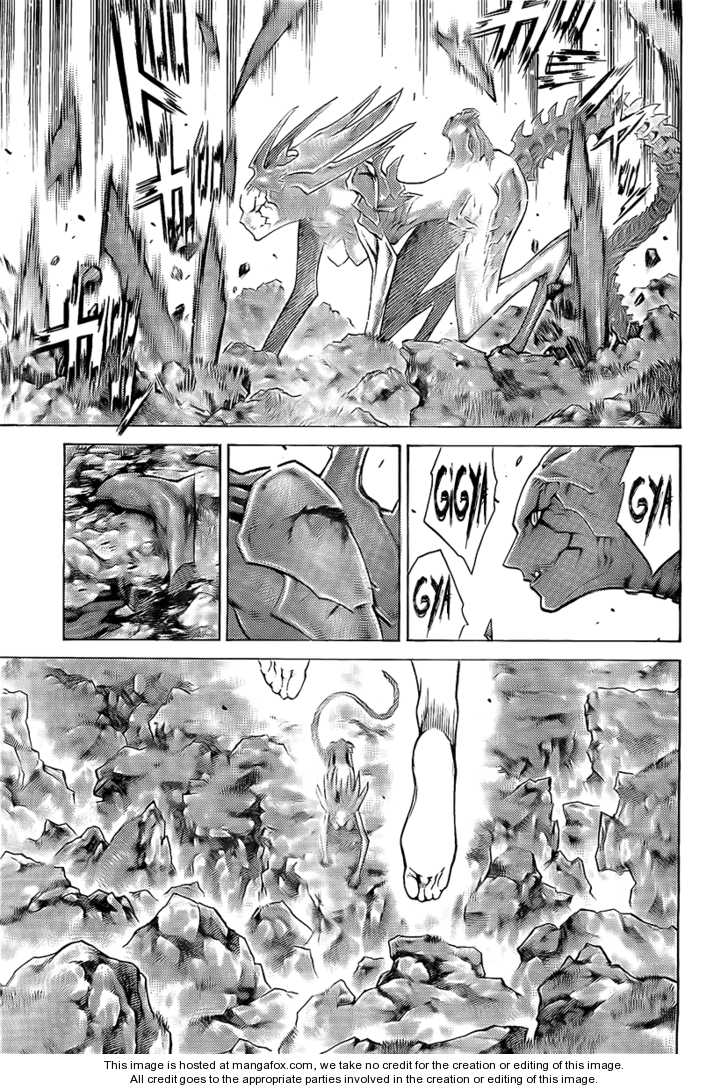 GYA
GiGYA
GYA
This image is hosted at mangafox.com, we take no credit for the creation or editing of this image.
All credit goes to the appropriate parties involved in the creation or editing of this image.